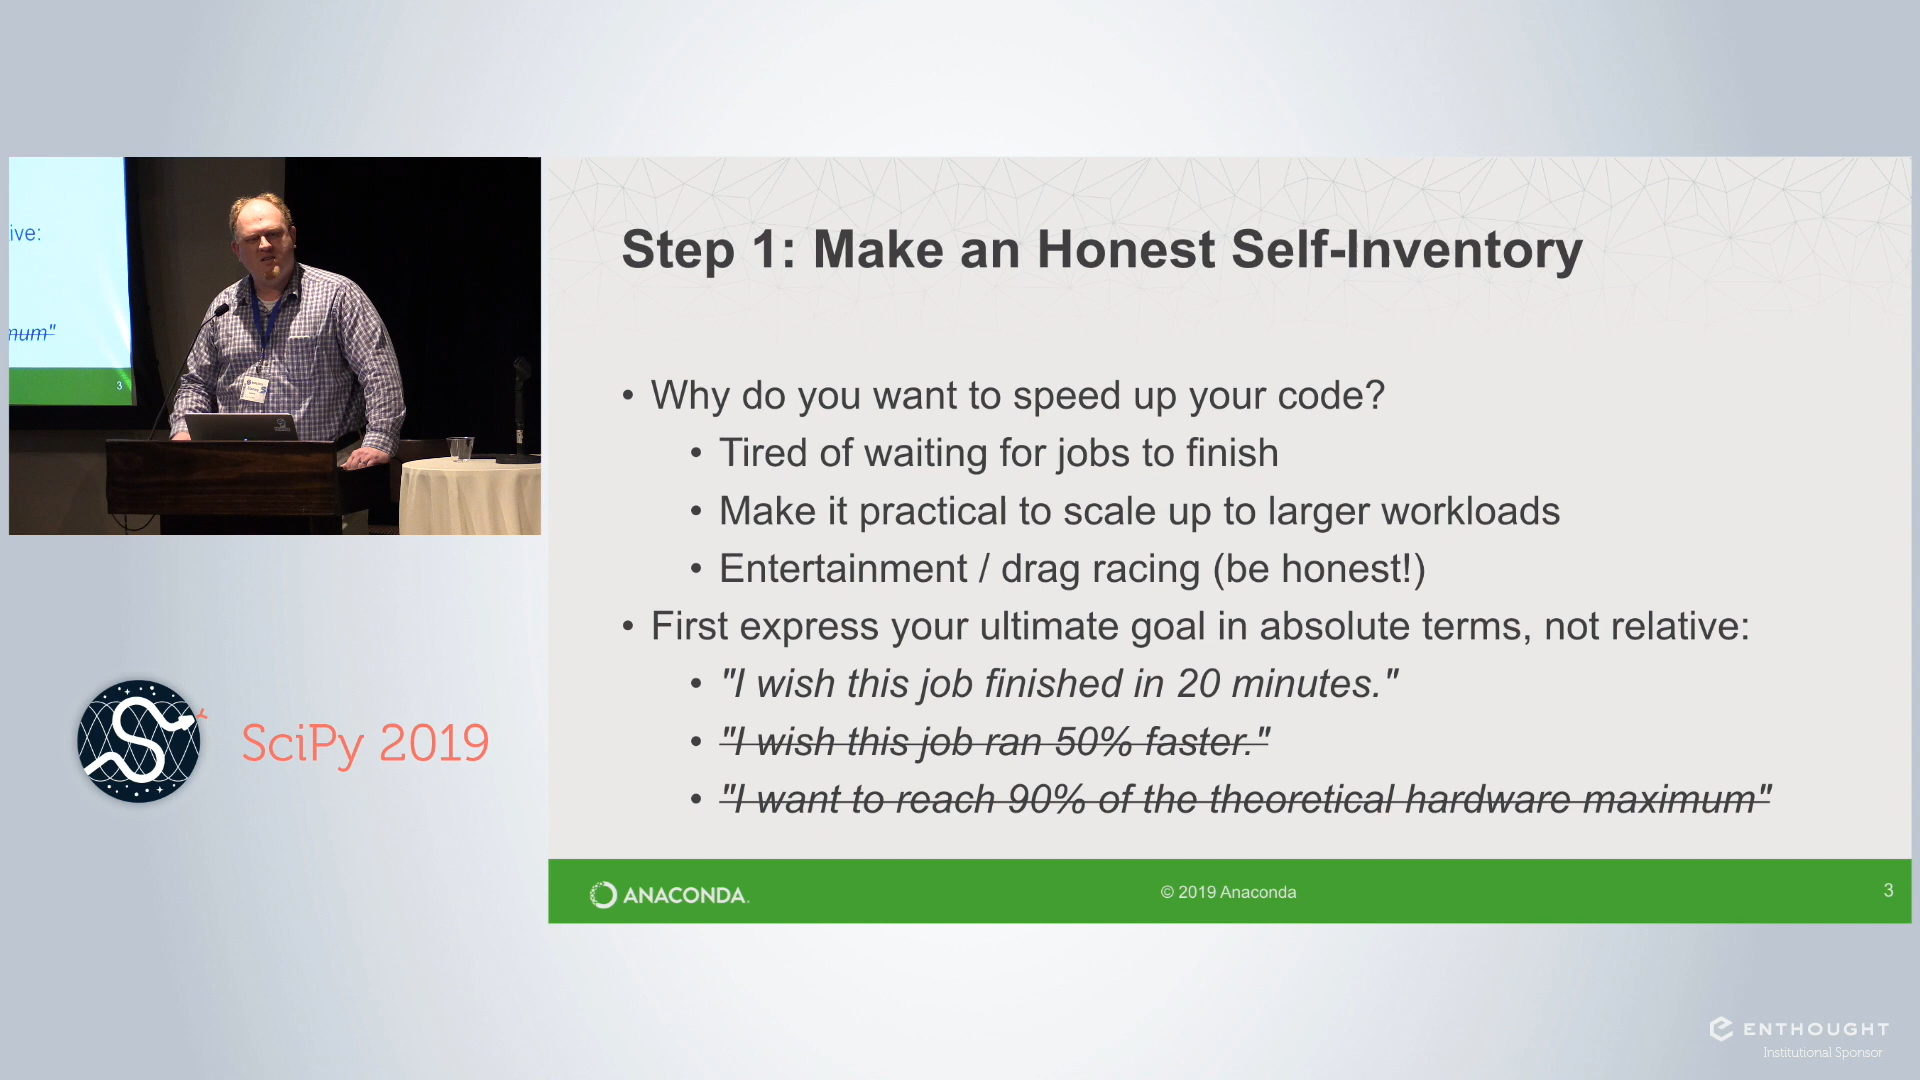 ive:
mum"
3
Step 1: Make an Honest Self-Inventory
• Why do you want to speed up your code?
• Tired of waiting for jobs to finish
• Make it practical to scale up to larger workloads
• Entertainment / drag racing (be honest!)
• First express your ultimate goal in absolute terms, not relative:
• "I wish this job finished in 20 minutes."
• "I wish this job ran 50% faster."
• "I want to reach 90% of the theoretical hardware maximum"
ANACONDA.
© 2019 Anaconda
3
SciPy 2019
ENTHOUGHT
Institutional Sponsor